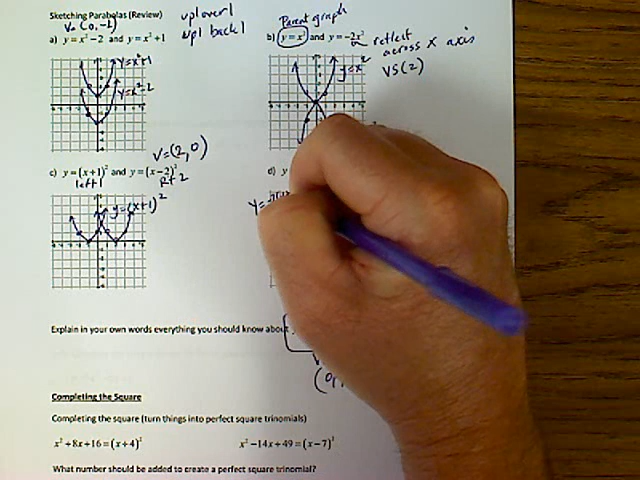 Sketching Parabolas (Review)
V= (0, -2)
up1 over 1
up1 back 1
a) y = x² - 2 and y = x² + 1
y=x²+1
y=x²-2
Parent graph
b) y = x² and y = -2x²
reflect
across x axis
VS(2)
y=x²
V=(2,0)
c) y = (x+1)² and y = (x-2)²
left 1
Rt 2
y=(x+1)²
d) y
y=
Explain in your own words everything you should know about
(0,
Completing the Square
Completing the square (turn things into perfect square trinomials)
x² + 8x + 16 = (x + 4)²
x² - 14x + 49 = (x - 7)²
What number should be added to create a perfect square trinomial?